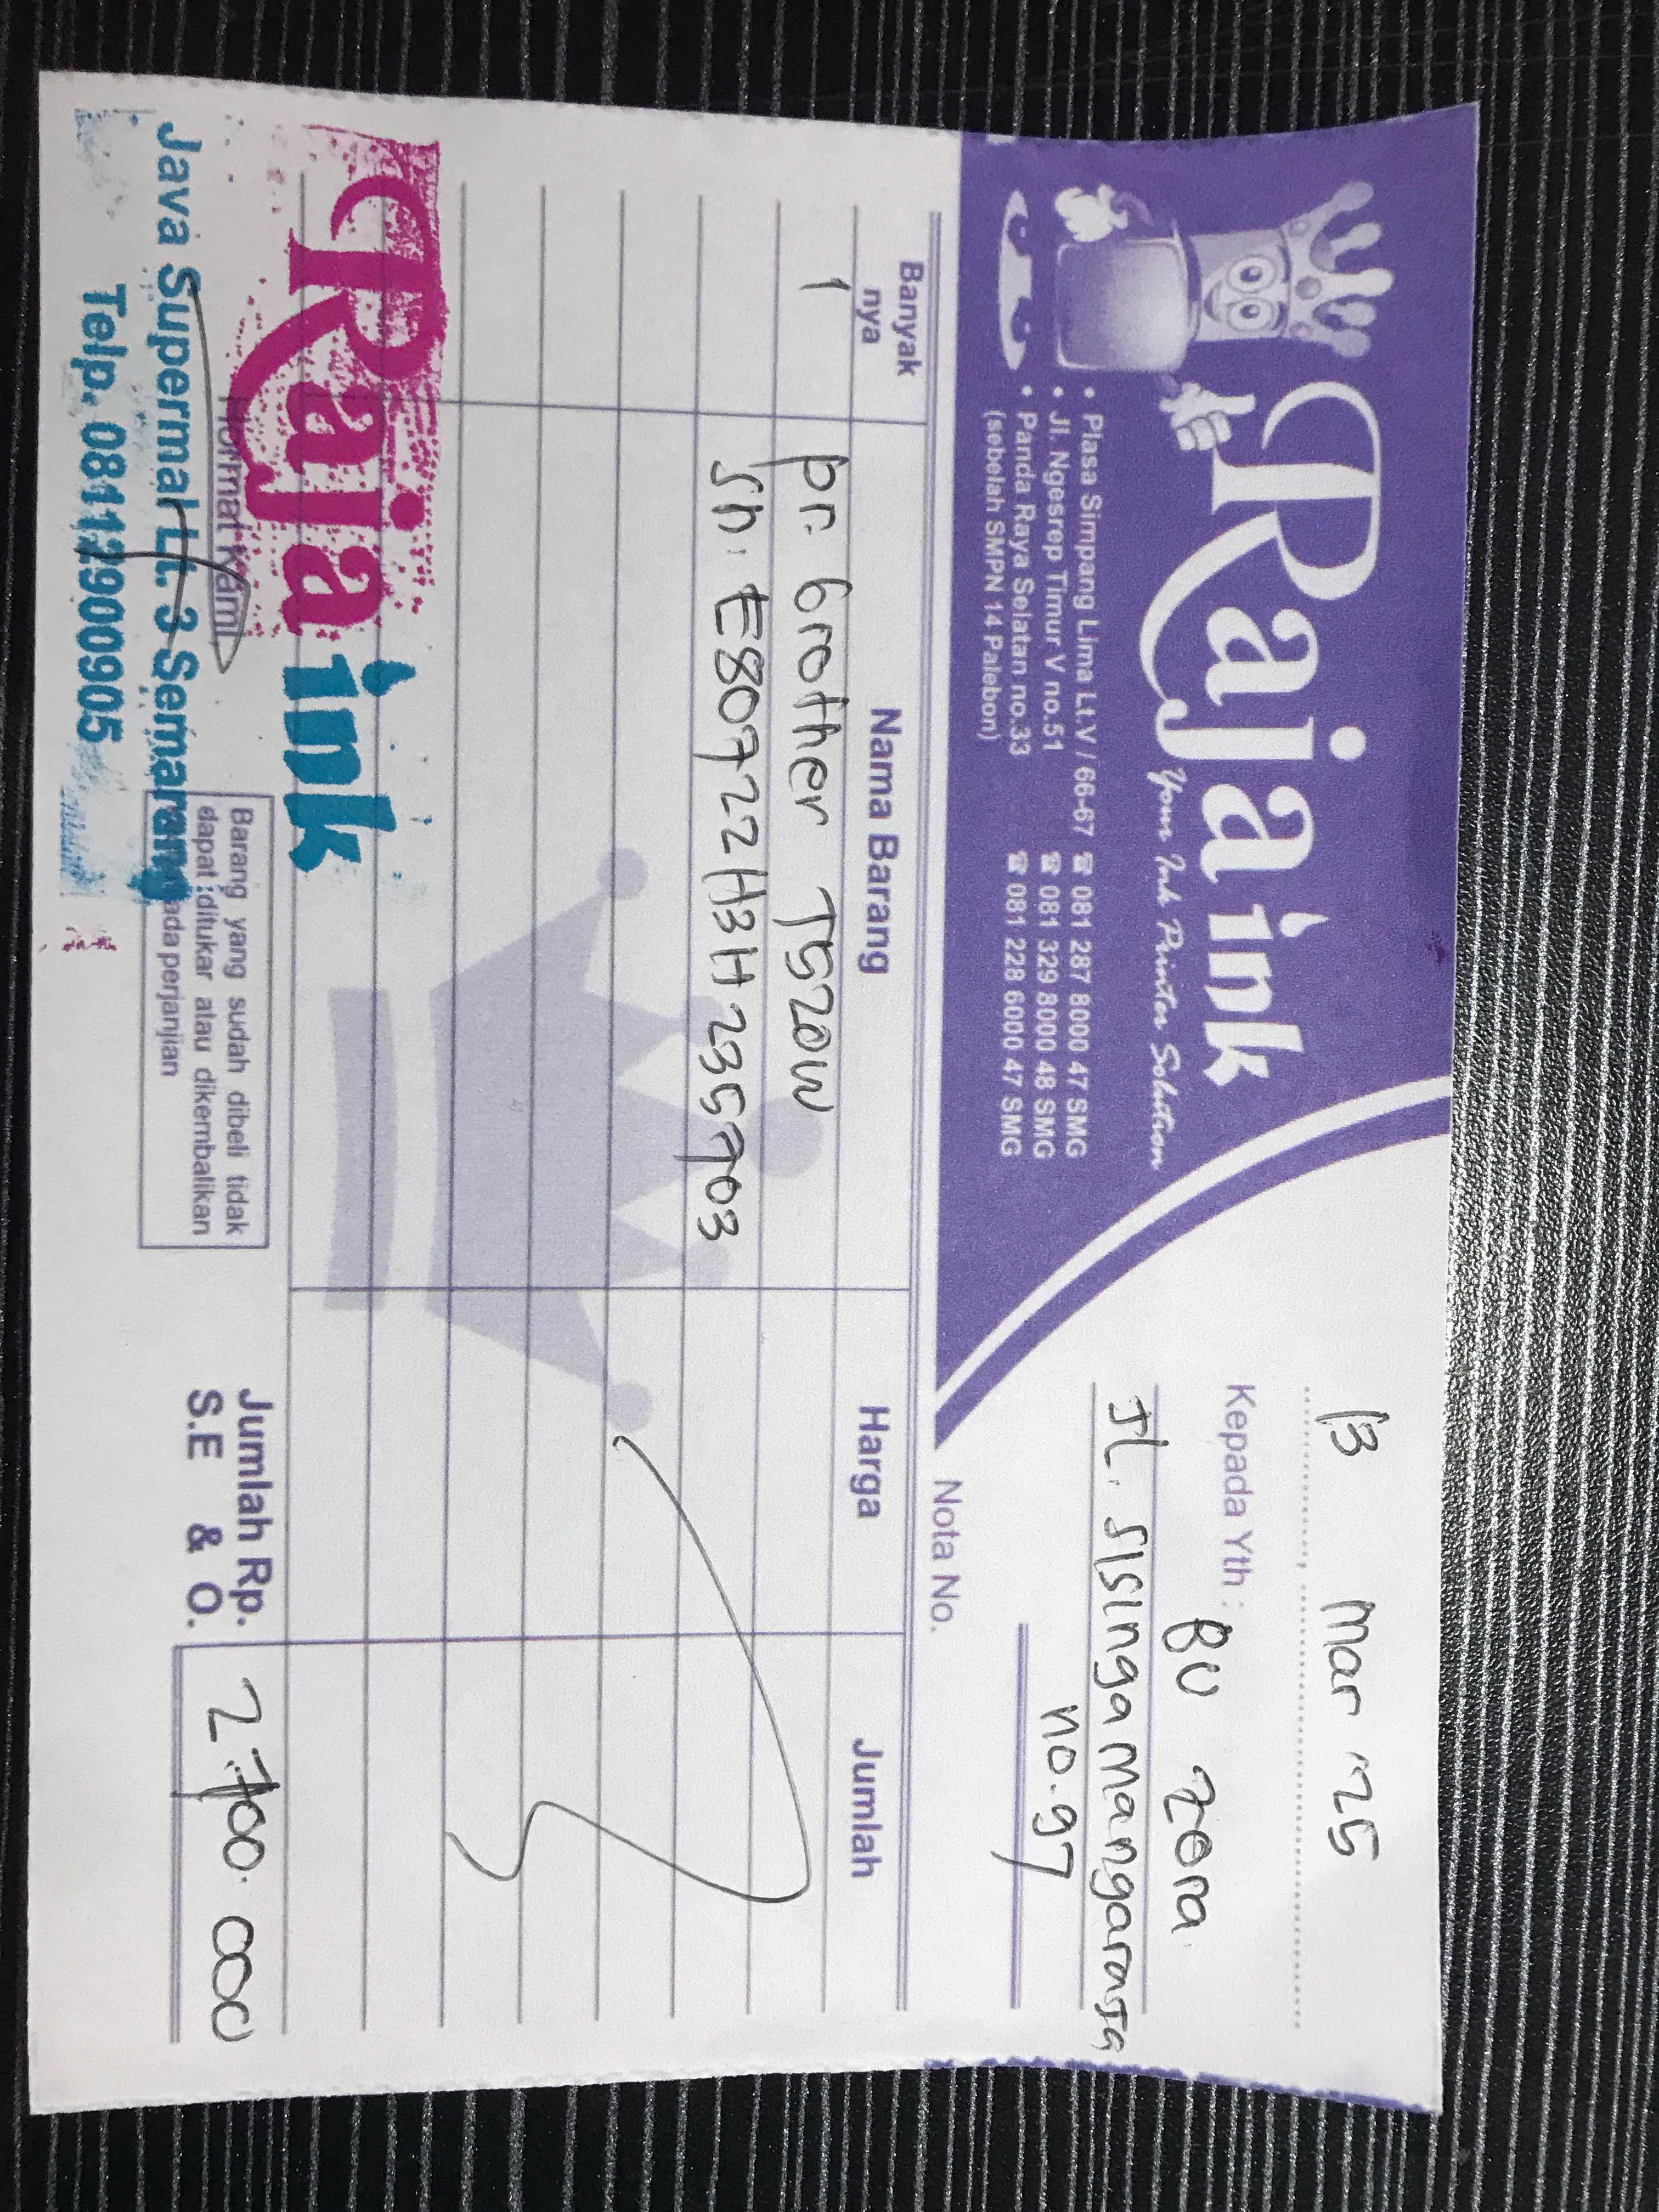 Raja ink
Your Ink Printer Solution
• Plasa Simpang Lima Lt.V / 66-67 ☎ 081 287 8000 47 SMG
• Jl. Ngesrep Timur V no.51 ☎ 081 329 8000 48 SMG
• Panda Raya Selatan no.33 ☎ 081 228 6000 47 SMG
(sebelah SMPN 14 Palebon)
13 Mar '25
Kepada Yth : Bu zora
JL. Sisingamangaraja
no.97
Nota No.
Banyak nya Nama Barang Harga Jumlah
1 pr. brother T520W
sn. E80722H3H235703
Jumlah Rp. 2.700.000
S.E & O.
Hormat Kami
Barang yang sudah dibeli tidak
dapat ditukar atau dikembalikan
ada perjanjian
Raja ink
Java Supermal Lt. 3 Semarang
Telp. 08112900905